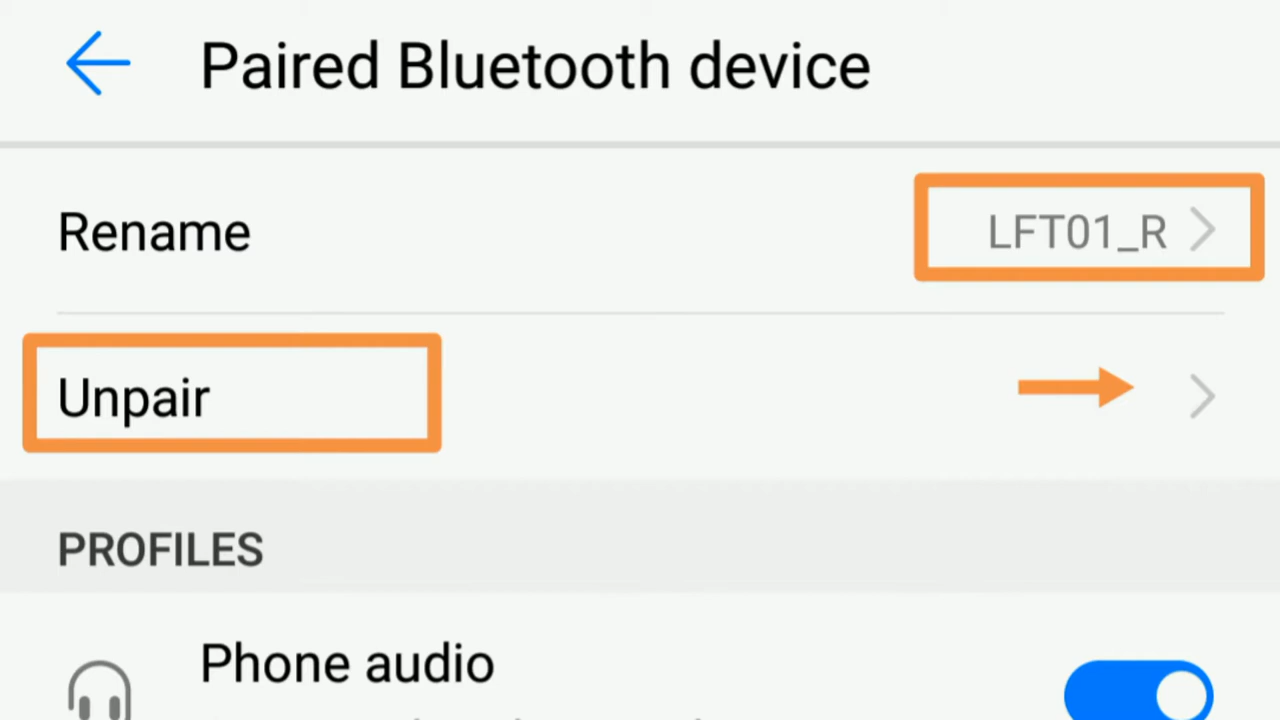 Paired Bluetooth device
Rename LFT01_R
Unpair
PROFILES
Phone audio